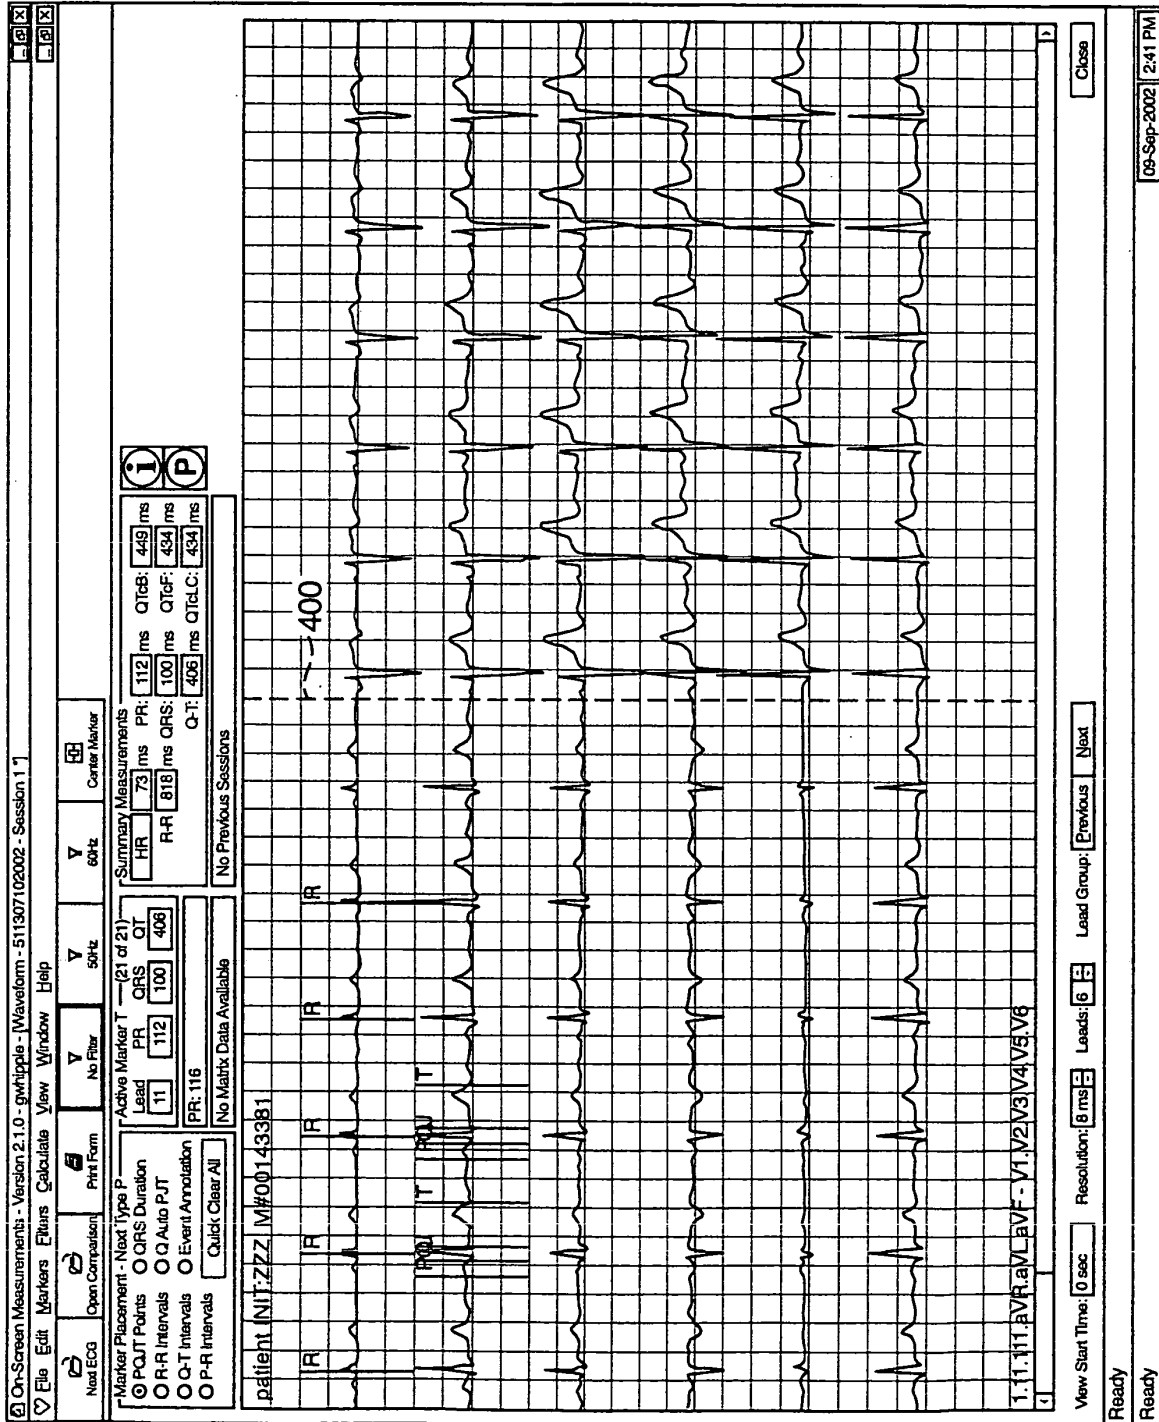 On-Screen Measurements - Version 2.1.0 - gwhipple - [Waveform - 511307102002 - Session 1 *]
File Edit Markers Filters Calculate View Window Help
Next ECG Open Comparison Print Form No Filter 50Hz 60Hz Center Marker
Marker Placement - Next Type P
PQJT Points QRS Duration
R-R Intervals Q Auto PJT
Q-T Intervals Event Annotation
P-R Intervals Quick Clear All
Active Marker T (21 of 21)
Lead PR QRS QT
11 112 100 406
PR: 116
No Matrix Data Available
Summary Measurements
HR 73 ms PR: 112 ms QTcB: 449 ms
R-R 818 ms QRS: 100 ms QTcF: 434 ms
Q-T: 406 ms QTcLC: 434 ms
No Previous Sessions
i
P
patient INIT:ZZZ M#00143381
400
R R R R R
PQJ T PQJ T
1.11.111.aVR.aVL.aVF - V1.V2.V3.V4.V5.V6
View Start Time: 0 sec Resolution: 8 ms Leads: 6 Lead Group: Previous Next Close
Ready
Ready 09-Sep-2002 2:41 PM